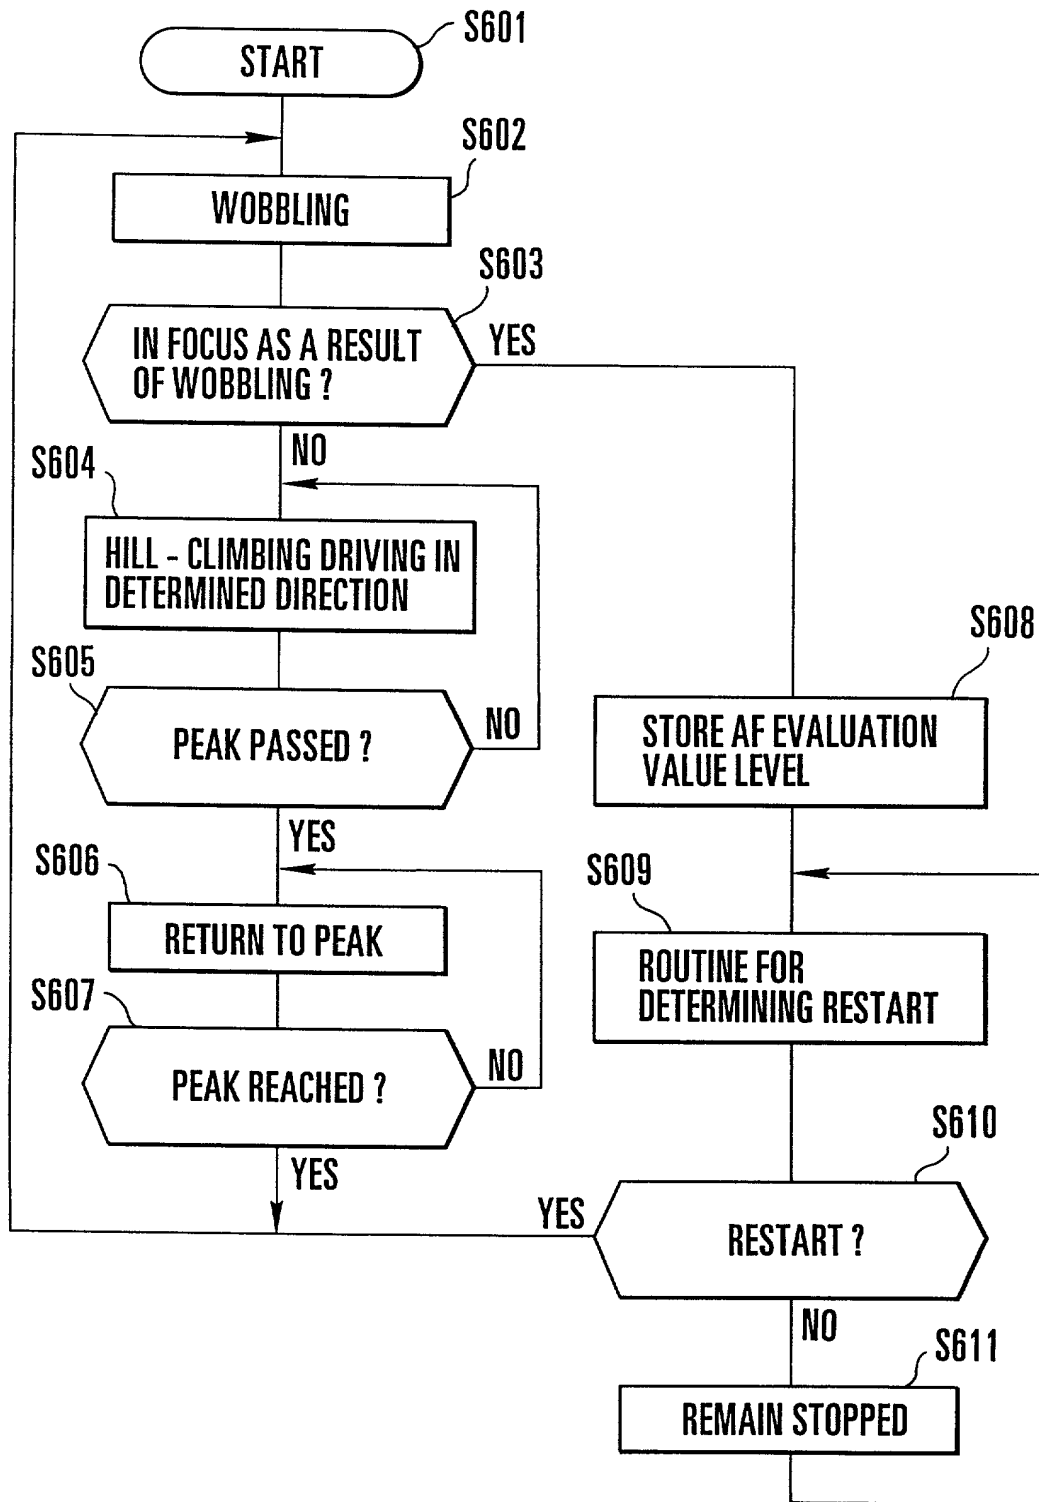 S601
START
S602
WOBBLING
S603
IN FOCUS AS A RESULT
OF WOBBLING ?
YES
NO
S604
HILL - CLIMBING DRIVING IN
DETERMINED DIRECTION
S605
PEAK PASSED ?
NO
YES
S606
RETURN TO PEAK
S607
PEAK REACHED ?
NO
YES
S608
STORE AF EVALUATION
VALUE LEVEL
S609
ROUTINE FOR
DETERMINING RESTART
S610
RESTART ?
YES
NO
S611
REMAIN STOPPED